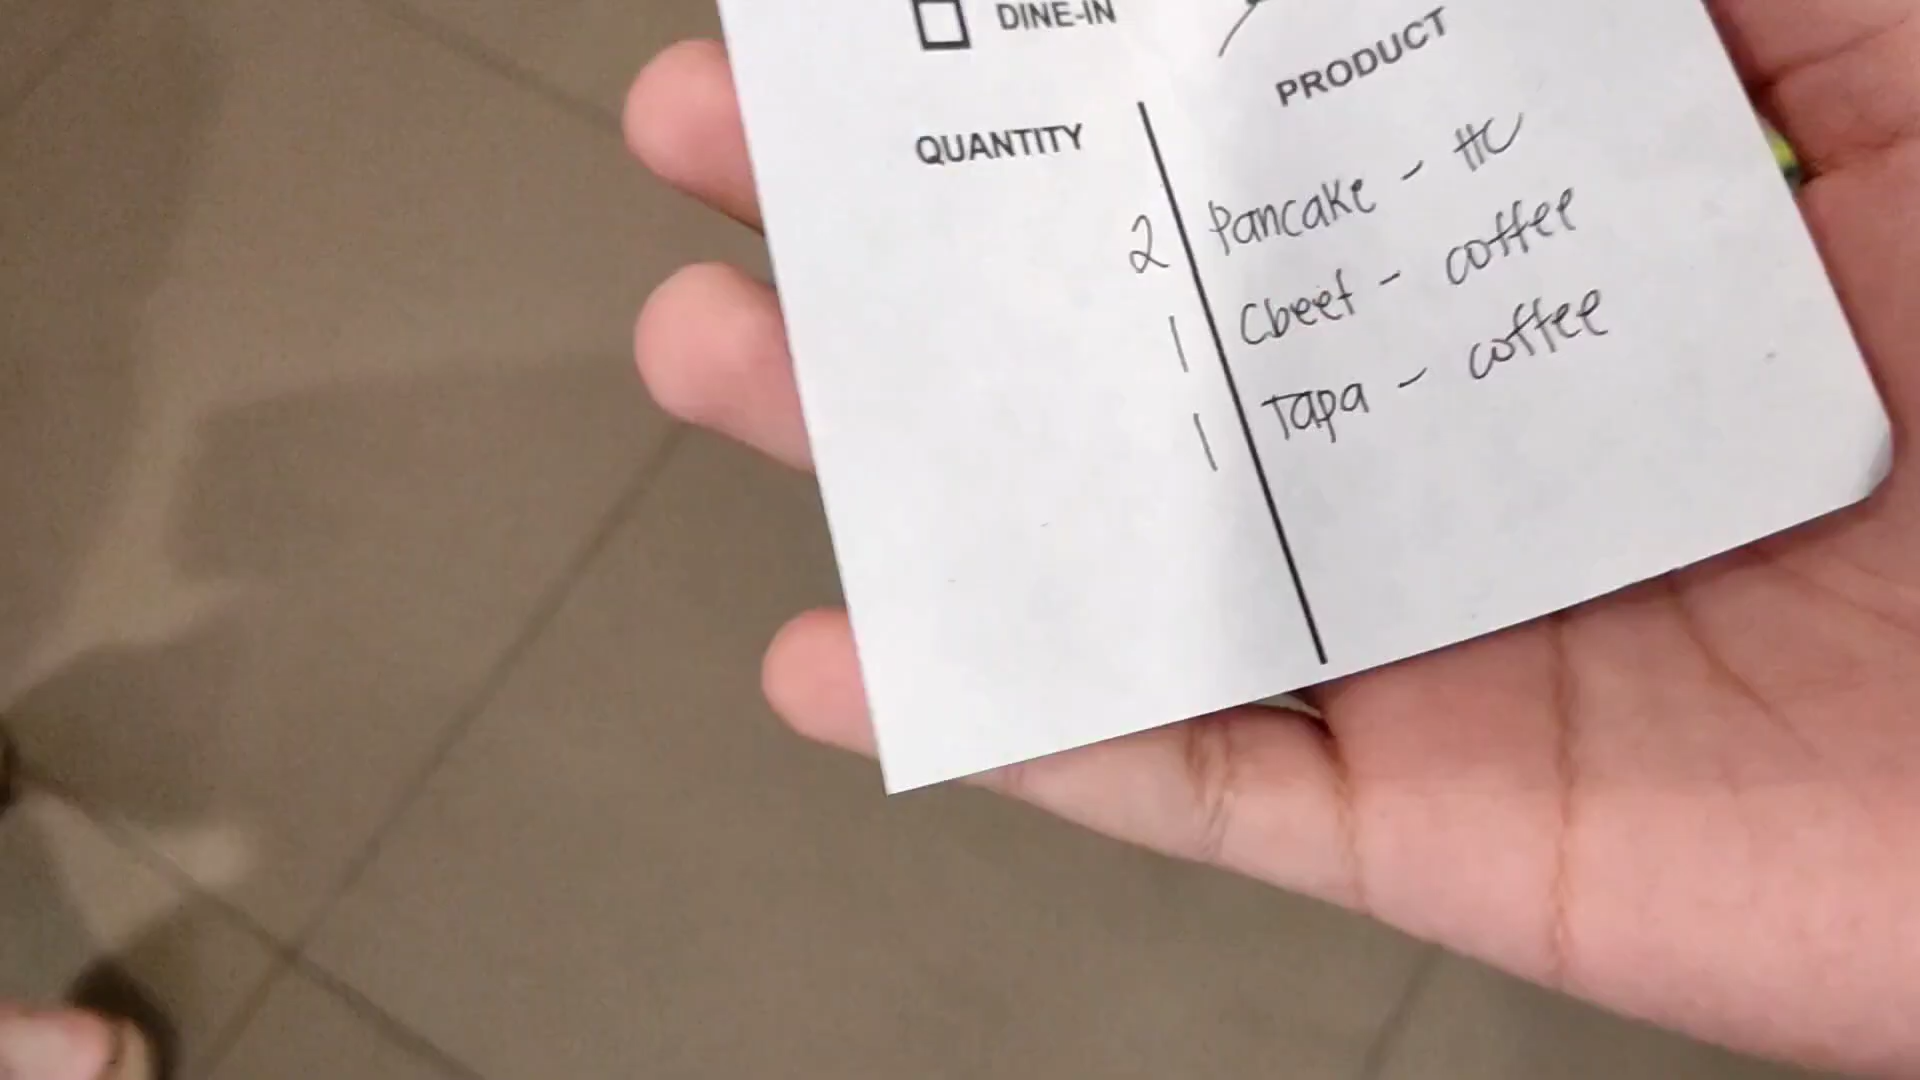 DINE-IN
QUANTITY PRODUCT
2 Pancake - HC
1 Cbeef - coffee
1 Tapa - coffee